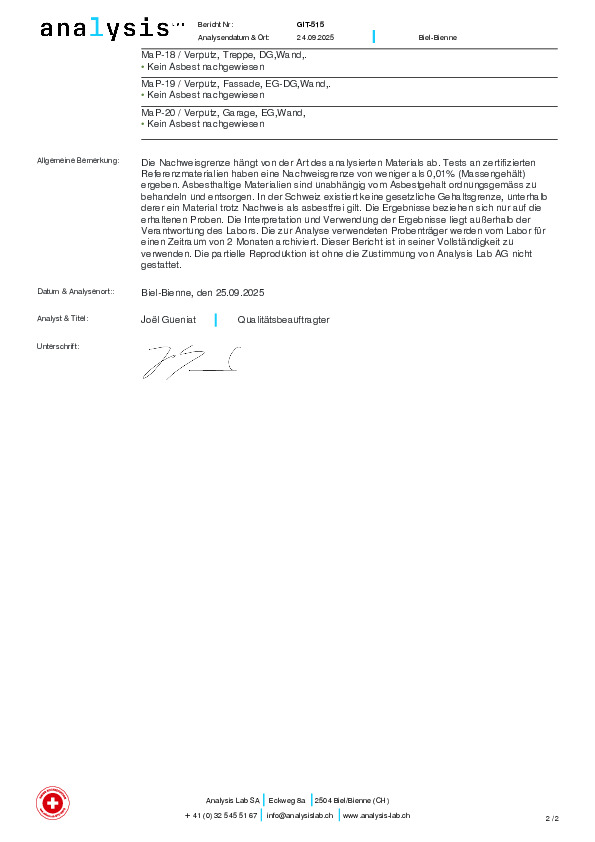 analysis LAB
Bericht Nr: GIT-515
Analysendatum & Ort: 24.09.2025 Biel-Bienne
MaP-18 / Verputz, Treppe, DG,Wand,.
• Kein Asbest nachgewiesen
MaP-19 / Verputz, Fassade, EG-DG,Wand,.
• Kein Asbest nachgewiesen
MaP-20 / Verputz, Garage, EG,Wand,
• Kein Asbest nachgewiesen
Allgemeine Bemerkung:
Die Nachweisgrenze hängt von der Art des analysierten Materials ab. Tests an zertifizierten
Referenzmaterialien haben eine Nachweisgrenze von weniger als 0,01% (Massengehält)
ergeben. Asbesthaltige Materialien sind unabhängig vom Asbestgehalt ordnungsgemäss zu
behandeln und entsorgen. In der Schweiz existiert keine gesetzliche Gehaltsgrenze, unterhalb
derer ein Material trotz Nachweis als asbestfrei gilt. Die Ergebnisse beziehen sich nur auf die
erhaltenen Proben. Die Interpretation und Verwendung der Ergebnisse liegt außerhalb der
Verantwortung des Labors. Die zur Analyse verwendeten Probenträger werden vom Labor für
einen Zeitraum von 2 Monaten archiviert. Dieser Bericht ist in seiner Vollständigkeit zu
verwenden. Die partielle Reproduktion ist ohne die Zustimmung von Analysis Lab AG nicht
gestattet.
Datum & Analysenort:: Biel-Bienne, den 25.09.2025
Analyst & Titel: Joël Gueniat Qualitätsbeauftragter
Unterschrift:
Analysis Lab SA Eckweg 8a 2504 Biel/Bienne (CH)
+ 41 (0) 32 545 51 67 info@analysislab.ch www.analysis-lab.ch
2 / 2